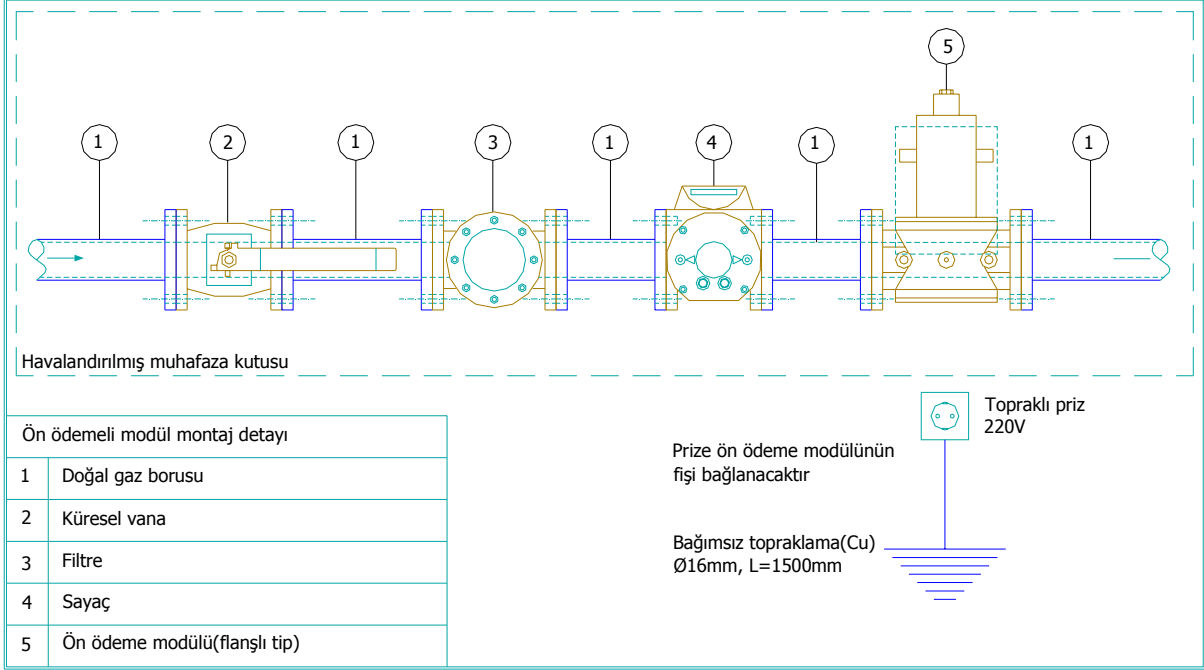 5
1
2
1
3
1
4
1
1
Havalandırılmış muhafaza kutusu
Ön ödemeli modül montaj detayı
1 Doğal gaz borusu
2 Küresel vana
3 Filtre
4 Sayaç
5 Ön ödeme modülü(flanşlı tip)
Topraklı priz
220V
Prize ön ödeme modülünün
fişi bağlanacaktır
Bağımsız topraklama(Cu)
Ø16mm, L=1500mm